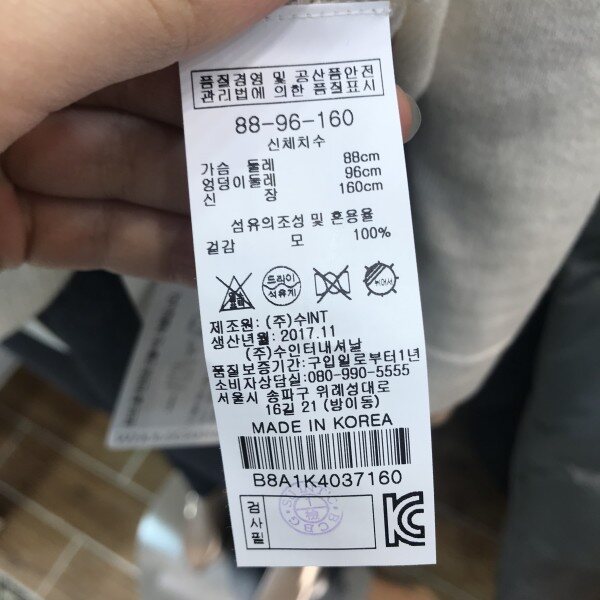 품질경영 및 공산품안전
관리법에 의한 품질표시
88-96-160
신체치수
가슴 둘레 88cm
엉덩이둘레 96cm
신 장 160cm
섬유의조성 및 혼용율
겉감 모 100%
드라이
석유계
뉘어서
제조원: (주)수INT
생산년월: 2017.11
(주)수인터내셔날
품질보증기간: 구입일로부터1년
소비자상담실: 080-990-5555
서울시 송파구 위례성대로
16길 21 (방이동)
MADE IN KOREA
B8A1K4037160
검사필
BCBG